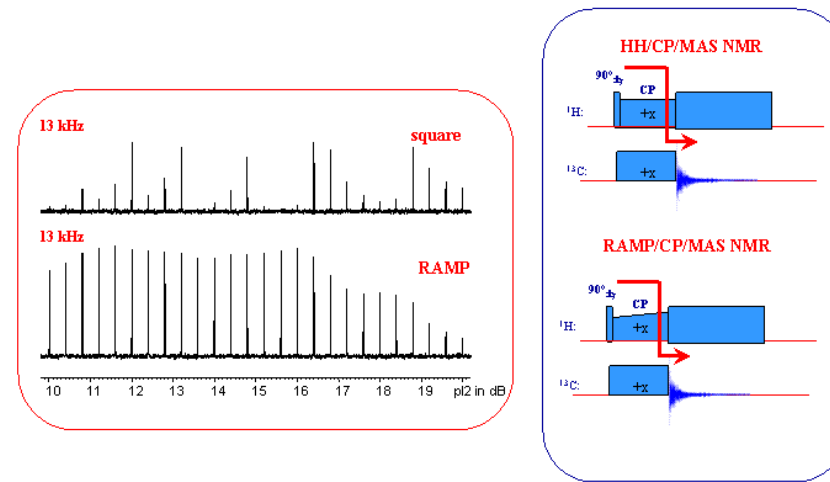 13 kHz
square
13 kHz
RAMP
10 11 12 13 14 15 16 17 18 19 pl2 in dB
HH/CP/MAS NMR
90° ±y
CP
¹H:
+x
¹³C:
+x
RAMP/CP/MAS NMR
90° ±y
CP
¹H:
+x
¹³C:
+x